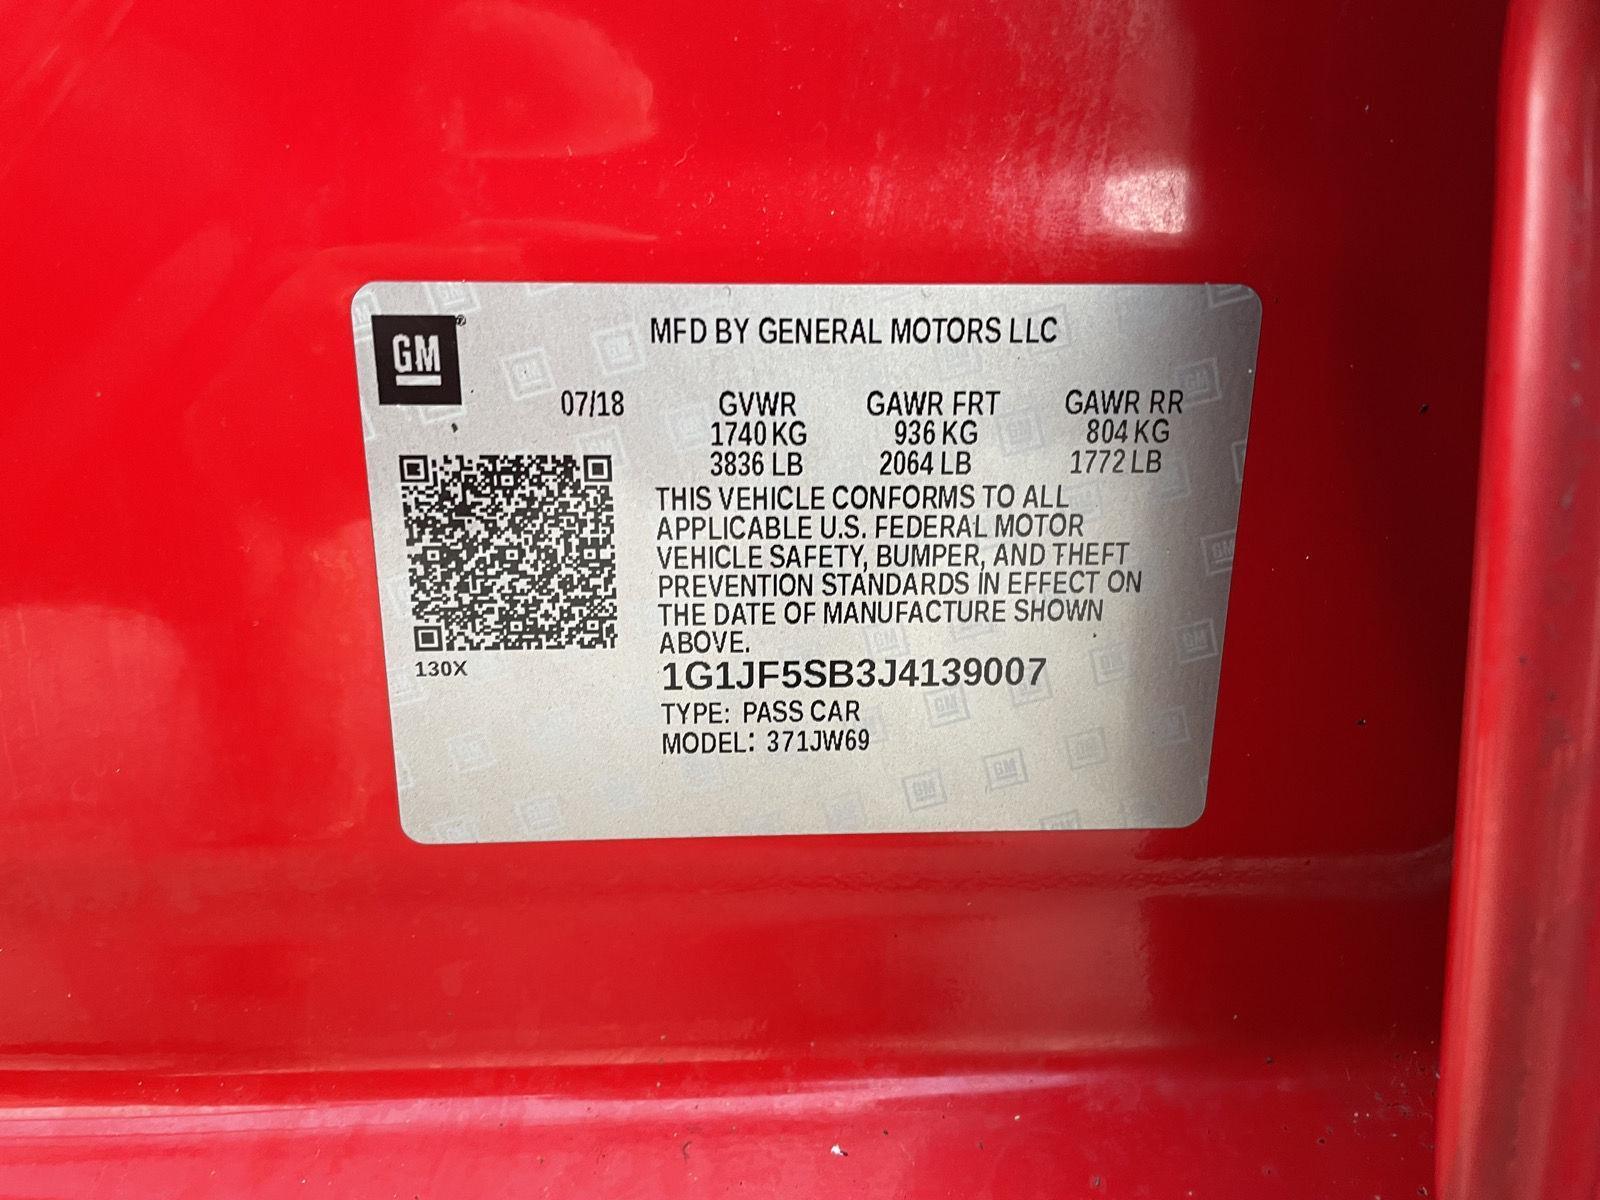 GM
MFD BY GENERAL MOTORS LLC
07/18 GVWR GAWR FRT GAWR RR
1740 KG 936 KG 804 KG
3836 LB 2064 LB 1772 LB
THIS VEHICLE CONFORMS TO ALL
APPLICABLE U.S. FEDERAL MOTOR
VEHICLE SAFETY, BUMPER, AND THEFT
PREVENTION STANDARDS IN EFFECT ON
THE DATE OF MANUFACTURE SHOWN
ABOVE.
130X
1G1JF5SB3J4139007
TYPE: PASS CAR
MODEL: 371JW69